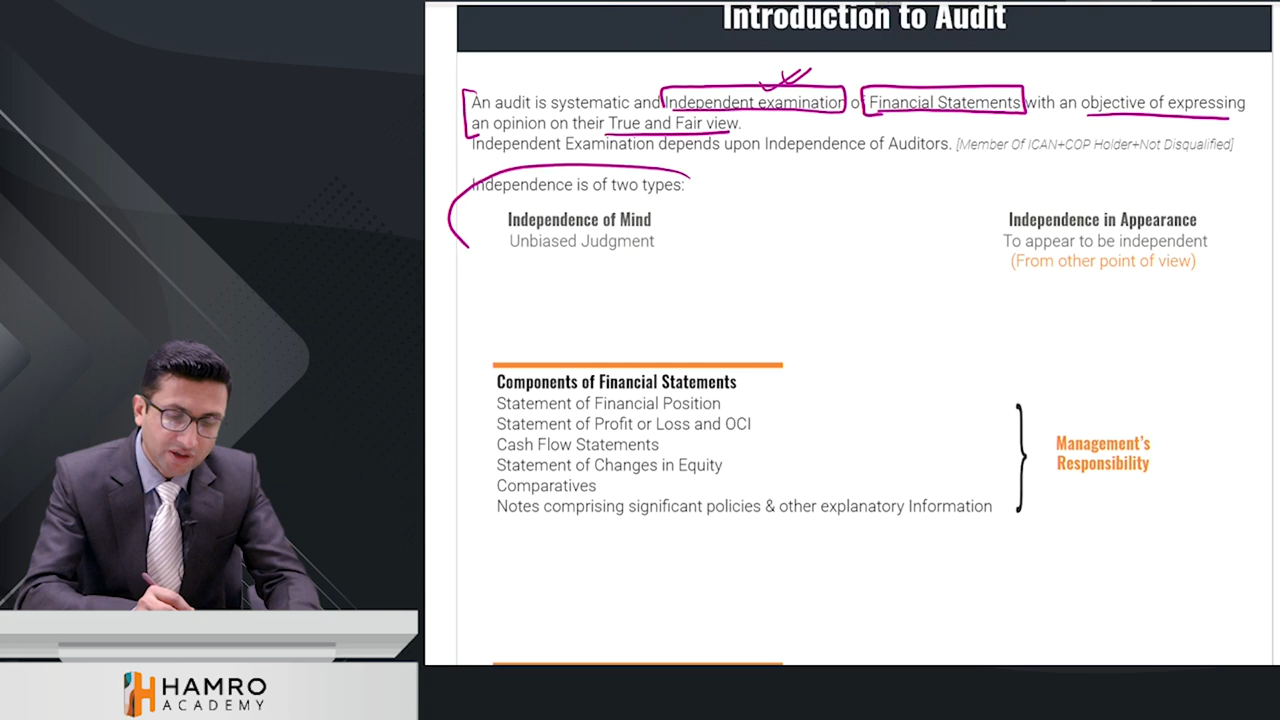 Introduction to Audit
An audit is systematic and Independent examination of Financial Statements with an objective of expressing
an opinion on their True and Fair view.
Independent Examination depends upon Independence of Auditors. [Member Of ICAN+COP Holder+Not Disqualified]
Independence is of two types:
Independence of Mind
Unbiased Judgment
Independence in Appearance
To appear to be independent
(From other point of view)
Components of Financial Statements
Statement of Financial Position
Statement of Profit or Loss and OCI
Cash Flow Statements
Statement of Changes in Equity
Comparatives
Notes comprising significant policies & other explanatory Information
Management's
Responsibility
HAMRO
ACADEMY